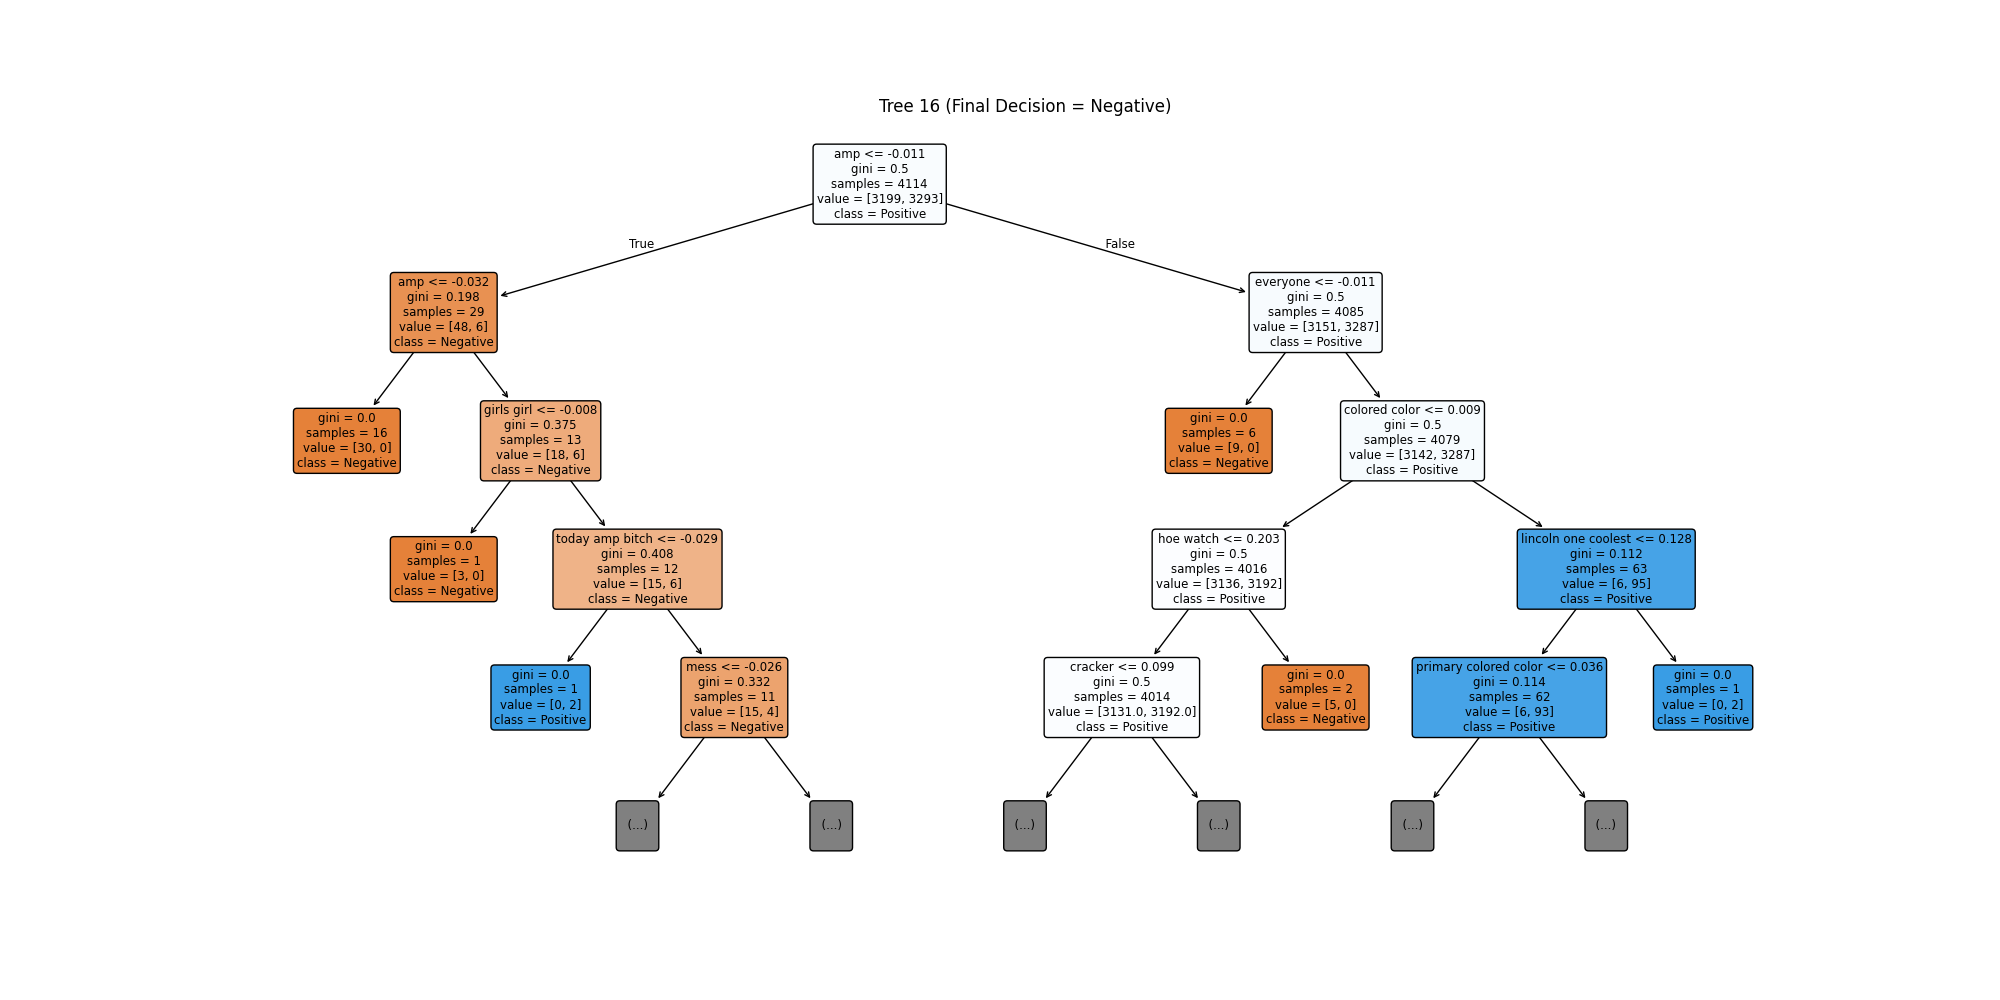 Tree 16 (Final Decision = Negative)
amp <= -0.011
gini = 0.5
samples = 4114
value = [3199, 3293]
class = Positive
True
False
amp <= -0.032
gini = 0.198
samples = 29
value = [48, 6]
class = Negative
everyone <= -0.011
gini = 0.5
samples = 4085
value = [3151, 3287]
class = Positive
gini = 0.0
samples = 16
value = [30, 0]
class = Negative
girls girl <= -0.008
gini = 0.375
samples = 13
value = [18, 6]
class = Negative
gini = 0.0
samples = 6
value = [9, 0]
class = Negative
colored color <= 0.009
gini = 0.5
samples = 4079
value = [3142, 3287]
class = Positive
gini = 0.0
samples = 1
value = [3, 0]
class = Negative
today amp bitch <= -0.029
gini = 0.408
samples = 12
value = [15, 6]
class = Negative
hoe watch <= 0.203
gini = 0.5
samples = 4016
value = [3136, 3192]
class = Positive
lincoln one coolest <= 0.128
gini = 0.112
samples = 63
value = [6, 95]
class = Positive
gini = 0.0
samples = 1
value = [0, 2]
class = Positive
mess <= -0.026
gini = 0.332
samples = 11
value = [15, 4]
class = Negative
cracker <= 0.099
gini = 0.5
samples = 4014
value = [3131.0, 3192.0]
class = Positive
gini = 0.0
samples = 2
value = [5, 0]
class = Negative
primary colored color <= 0.036
gini = 0.114
samples = 62
value = [6, 93]
class = Positive
gini = 0.0
samples = 1
value = [0, 2]
class = Positive
(...)
(...)
(...)
(...)
(...)
(...)